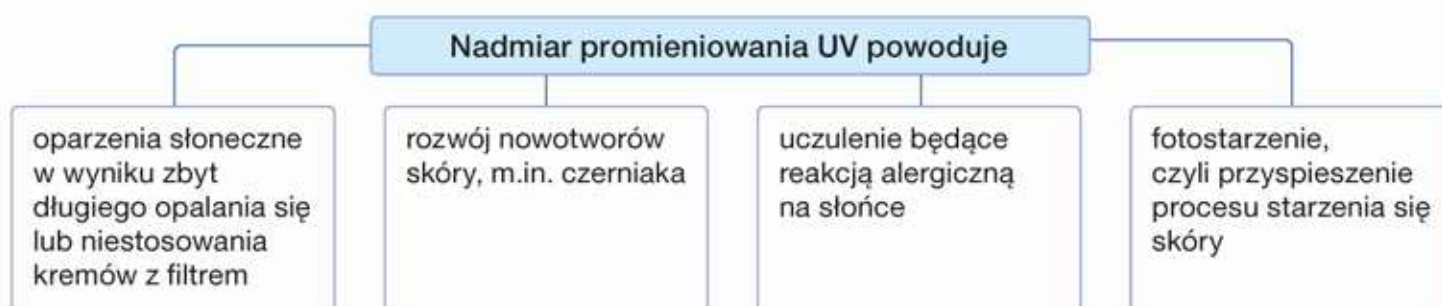 Nadmiar promieniowania UV powoduje
oparzenia słoneczne
w wyniku zbyt
długiego opalania się
lub niestosowania
kremów z filtrem
rozwój nowotworów
skóry, m.in. czerniaka
uczulenie będące
reakcją alergiczną
na słońce
fotostarzenie,
czyli przyspieszenie
procesu starzenia się
skóry